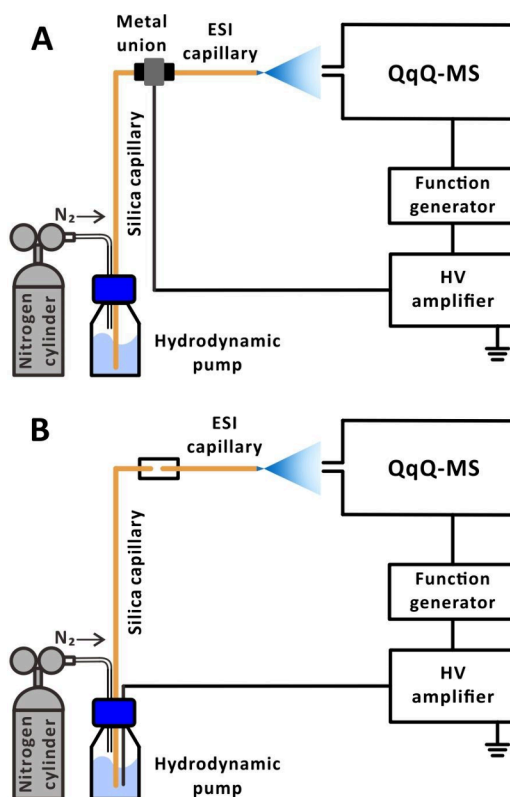 A
Metal
union
ESI
capillary
QqQ-MS
Silica capillary
N₂
Function
generator
HV
amplifier
Nitrogen
cylinder
Hydrodynamic
pump
B
ESI
capillary
QqQ-MS
Silica capillary
Function
generator
N₂
HV
amplifier
Nitrogen
cylinder
Hydrodynamic
pump